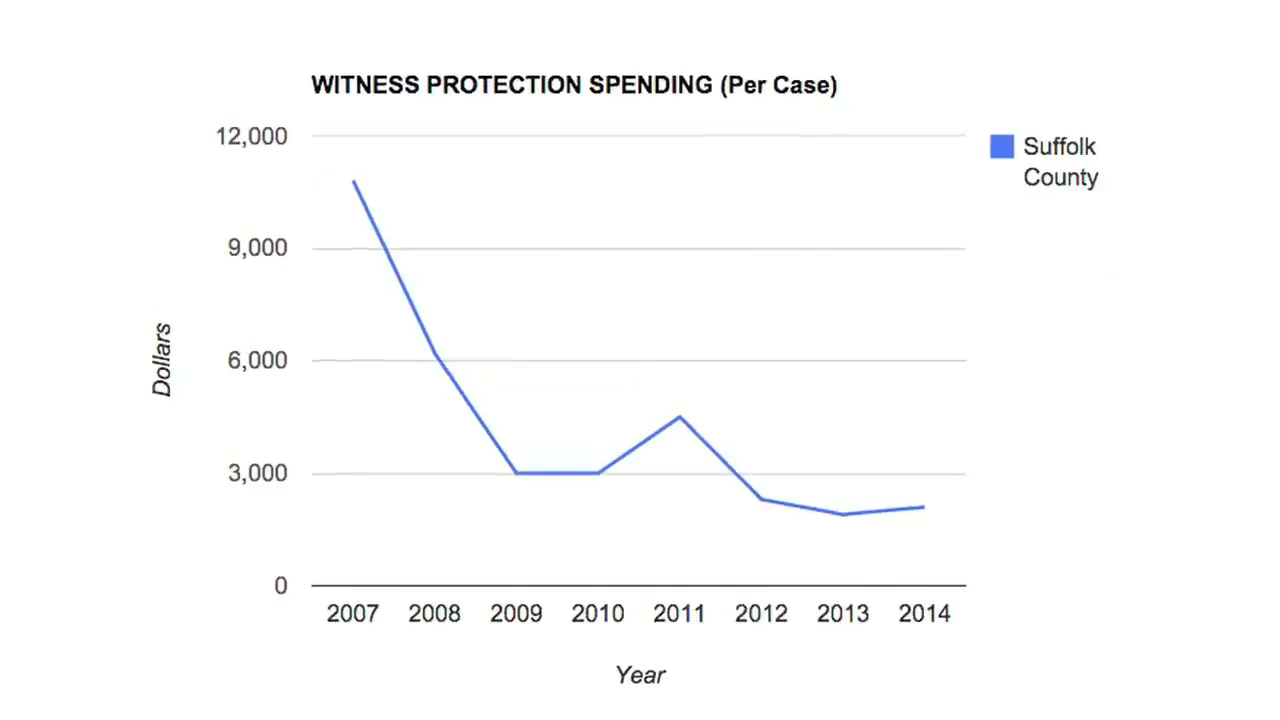 WITNESS PROTECTION SPENDING (Per Case)
12,000
9,000
6,000
3,000
0
Dollars
2007 2008 2009 2010 2011 2012 2013 2014
Year
Suffolk
County